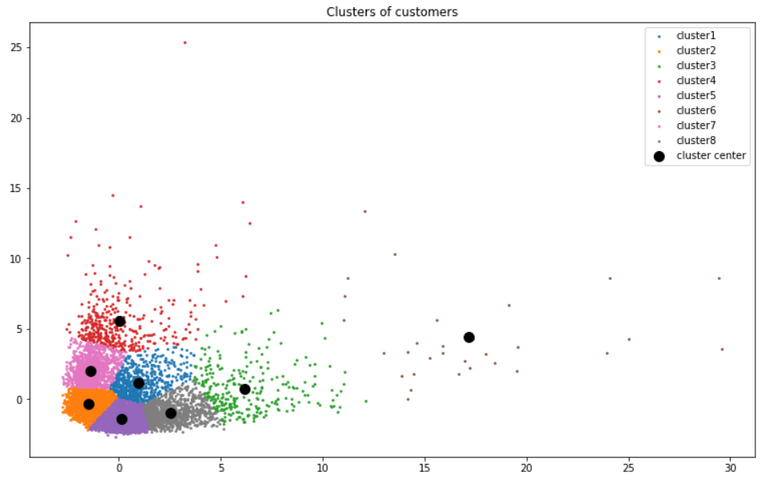 Clusters of customers
25
20
15
10
5
0
0
5
10
15
20
25
30
cluster1
cluster2
cluster3
cluster4
cluster5
cluster6
cluster7
cluster8
cluster center